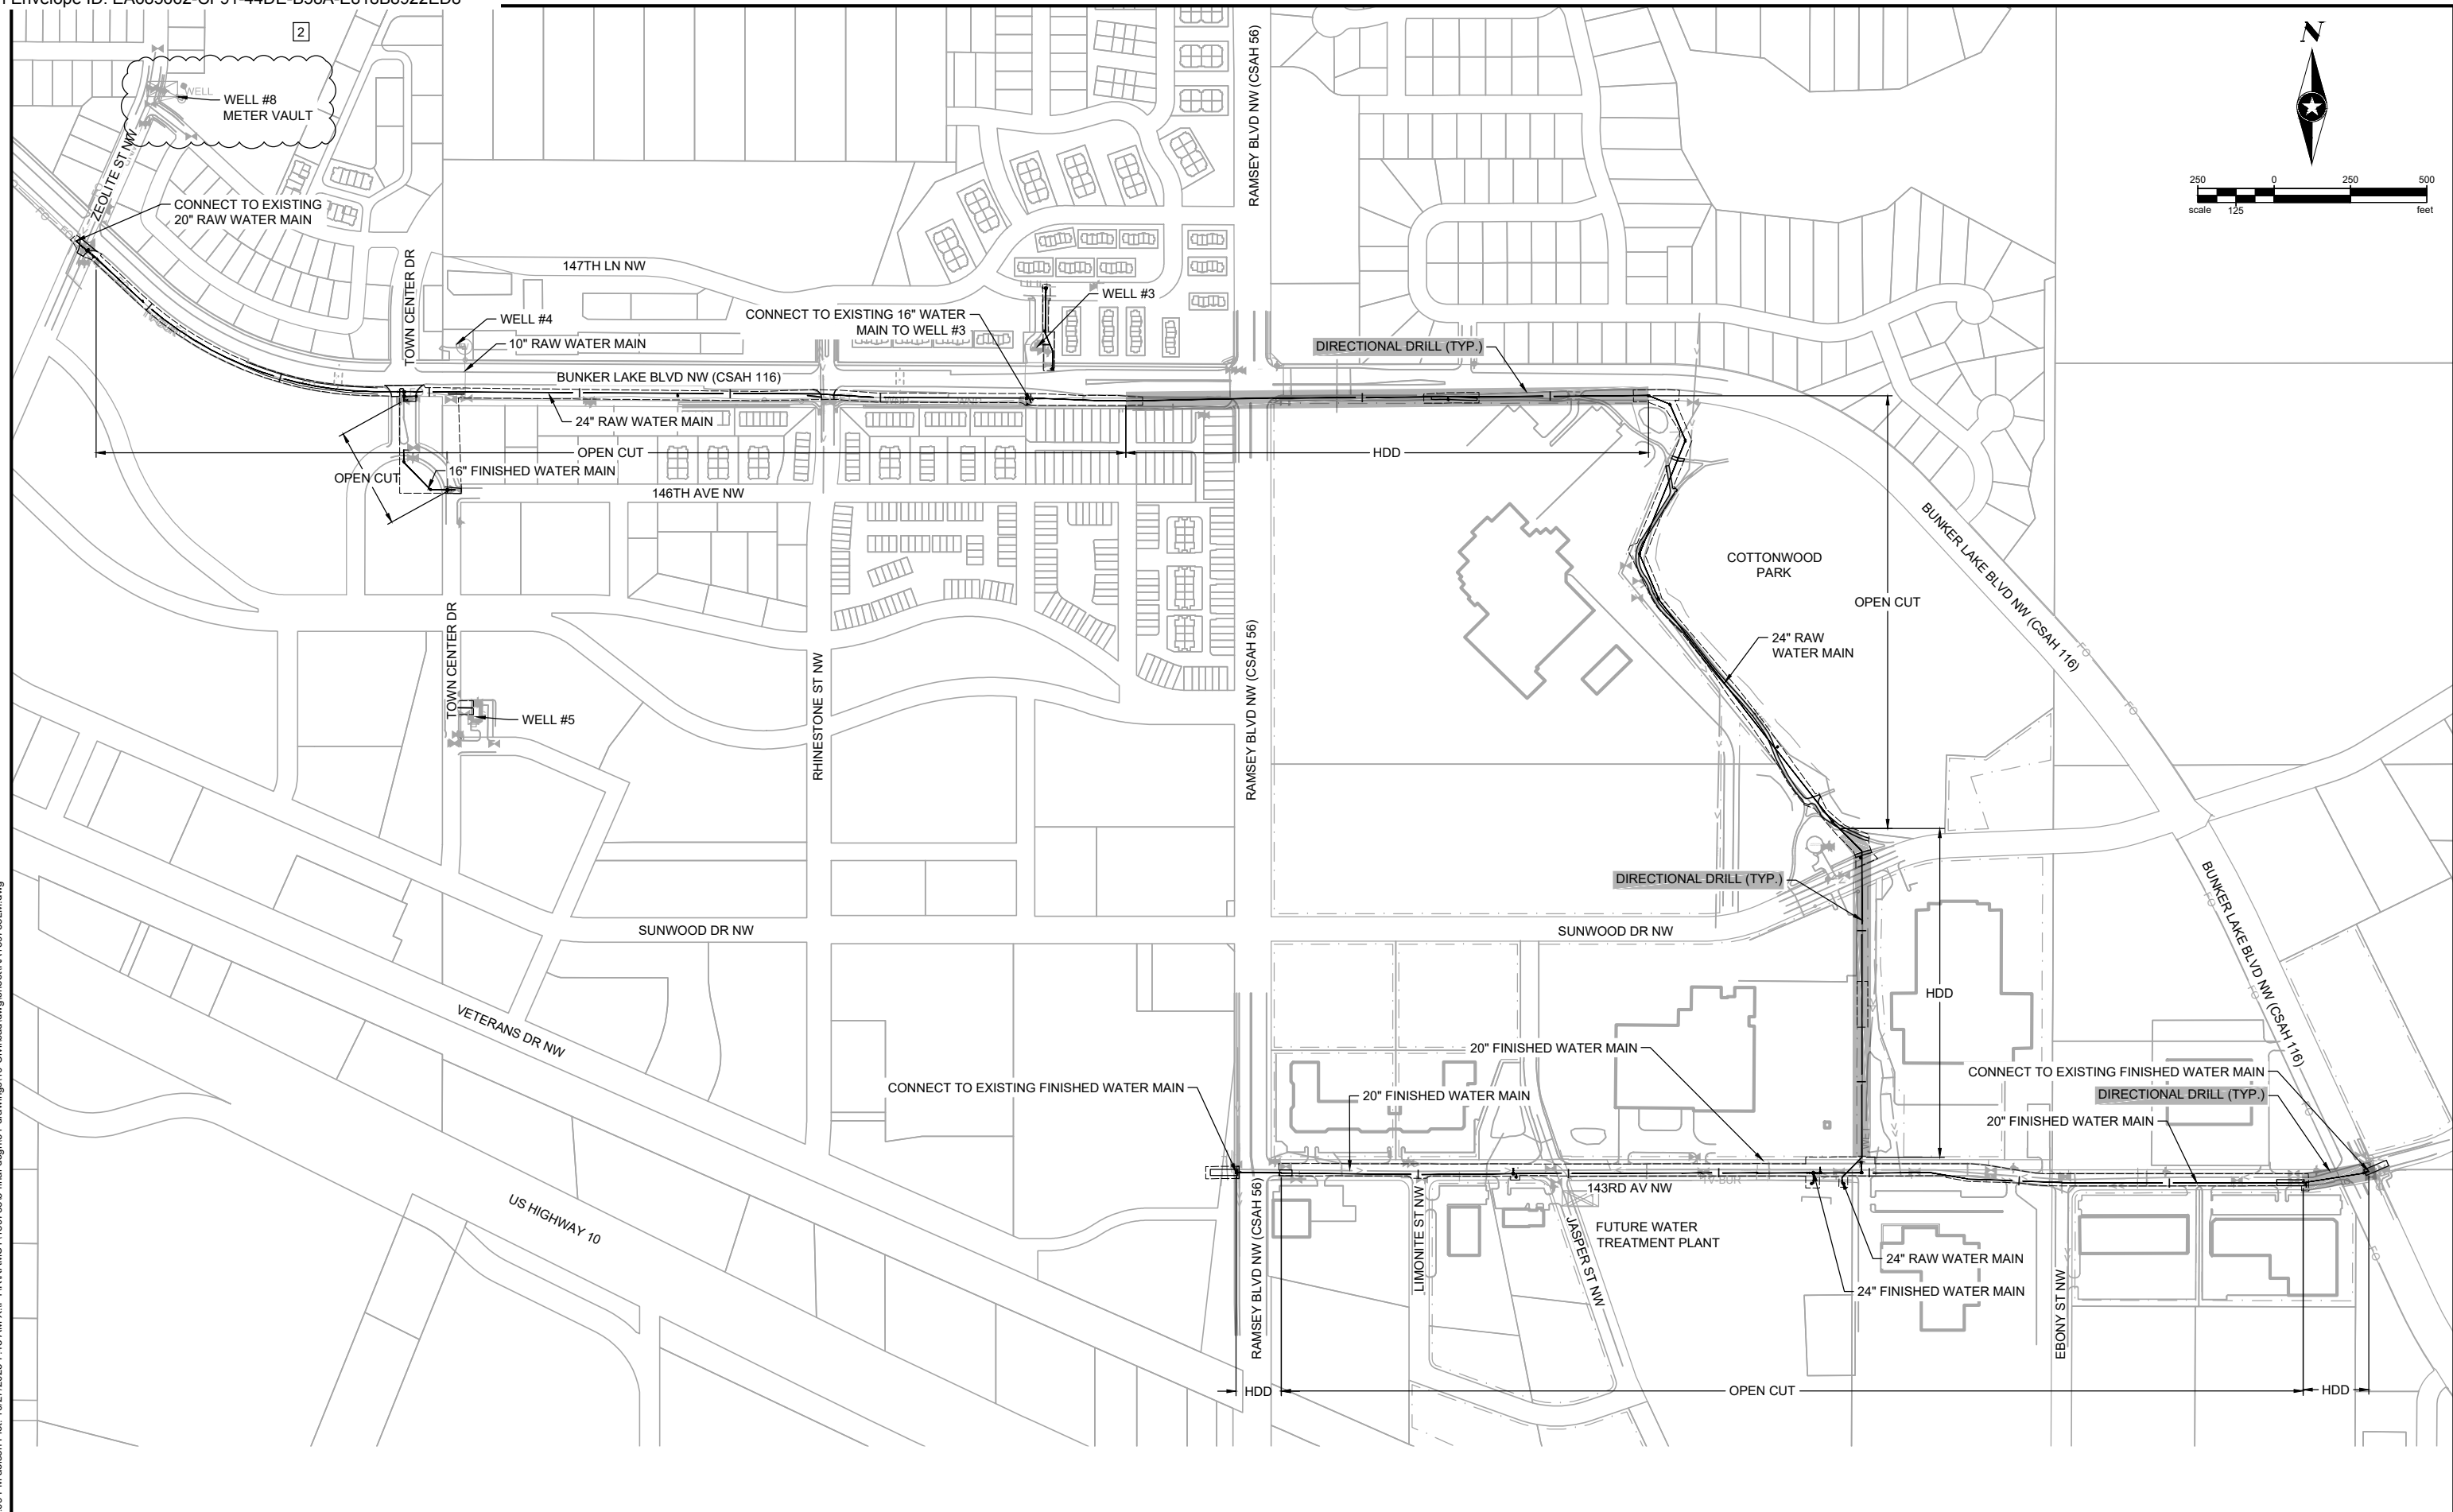 2
WELL
WELL #8
METER VAULT
ZEOLITE ST NW
CONNECT TO EXISTING
20" RAW WATER MAIN
FO
RAMSEY BLVD NW (CSAH 56)
N
250 0 250 500
scale 125 feet
147TH LN NW
TOWN CENTER DR
WELL #4
10" RAW WATER MAIN
CONNECT TO EXISTING 16" WATER
MAIN TO WELL #3
WELL #3
DIRECTIONAL DRILL (TYP.)
BUNKER LAKE BLVD NW (CSAH 116)
24" RAW WATER MAIN
OPEN CUT
HDD
OPEN CUT
16" FINISHED WATER MAIN
146TH AVE NW
BUNKER LAKE BLVD NW (CSAH 116)
COTTONWOOD
PARK
OPEN CUT
24" RAW
WATER MAIN
FO
FO
TOWN CENTER DR
WELL #5
RHINESTONE ST NW
RAMSEY BLVD NW (CSAH 56)
DIRECTIONAL DRILL (TYP.)
BUNKER LAKE BLVD NW (CSAH 116)
FO
FO
FO
SUNWOOD DR NW
SUNWOOD DR NW
HDD
VETERANS DR NW
20" FINISHED WATER MAIN
CONNECT TO EXISTING FINISHED WATER MAIN
CONNECT TO EXISTING FINISHED WATER MAIN
20" FINISHED WATER MAIN
DIRECTIONAL DRILL (TYP.)
20" FINISHED WATER MAIN
143RD AV NW
US HIGHWAY 10
RAMSEY BLVD NW (CSAH 56)
LIMONITE ST NW
JASPER ST NW
FUTURE WATER
TREATMENT PLANT
24" RAW WATER MAIN
24" FINISHED WATER MAIN
EBONY ST NW
FO
HDD
OPEN CUT
HDD